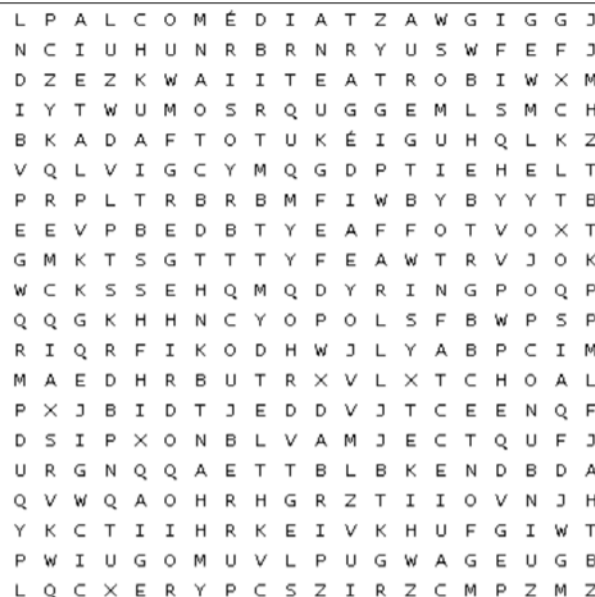 L P A L C O M É D I A T Z A W G I G G J
N C I U H U N R B R N R Y U S W F E F J
D Z E Z K W A I I T E A T R O B I W X M
I Y T W U M O S R Q U G G E M L S M C H
B K A D A F T O T U K É I G U H Q L K Z
V Q L V I G C Y M Q G D P T I E H E L T
P R P L T R B R B M F I W B Y B Y Y T B
E E V P B E D B T Y E A F F O T V O X T
G M K T S G T T T Y F E A W T R V J O K
W C K S S E H Q M Q D Y R I N G P O Q P
Q Q G K H H N C Y O P O L S F B W P S P
R I Q R F I K O D H W J L Y A B P C I M
M A E D H R B U T R X V L X T C H O A L
P X J B I D T J E D D V J T C E E N Q F
D S I P X O N B L V A M J E C T Q U F J
U R G N Q Q A E T T B L B K E N D B D A
Q V W Q A O H R H G R Z T I I O V N J H
Y K C T I I H R K E I V K H U F G I W T
P W I U G O M U V L P U G W A G E U G B
L Q C X E R Y P C S Z I R Z C M P Z M Z